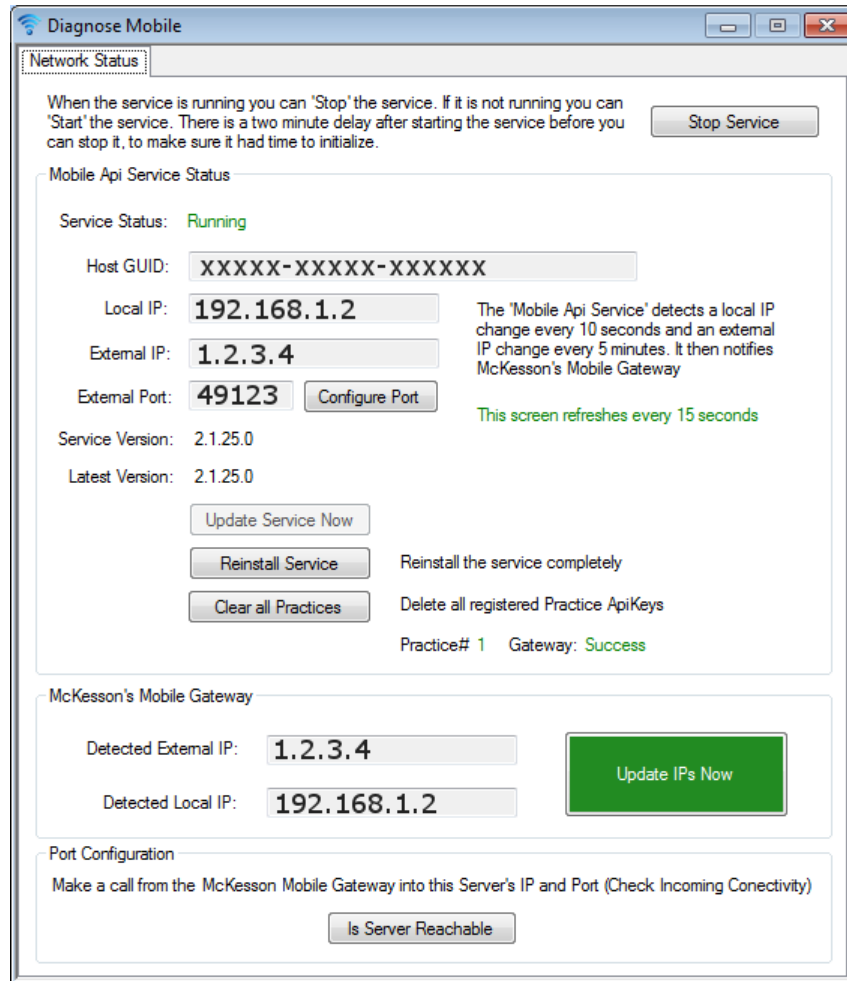 Diagnose Mobile
Network Status
When the service is running you can 'Stop' the service. If it is not running you can
'Start' the service. There is a two minute delay after starting the service before you
can stop it, to make sure it had time to initialize.
Stop Service
Mobile Api Service Status
Service Status: Running
Host GUID: XXXXX-XXXXX-XXXXXX
Local IP: 192.168.1.2
The 'Mobile Api Service' detects a local IP
change every 10 seconds and an external
IP change every 5 minutes. It then notifies
McKesson's Mobile Gateway
External IP: 1.2.3.4
External Port: 49123 Configure Port
This screen refreshes every 15 seconds
Service Version: 2.1.25.0
Latest Version: 2.1.25.0
Update Service Now
Reinstall Service Reinstall the service completely
Clear all Practices Delete all registered Practice ApiKeys
Practice# 1 Gateway: Success
McKesson's Mobile Gateway
Detected External IP: 1.2.3.4
Update IPs Now
Detected Local IP: 192.168.1.2
Port Configuration
Make a call from the McKesson Mobile Gateway into this Server's IP and Port (Check Incoming Conectivity)
Is Server Reachable